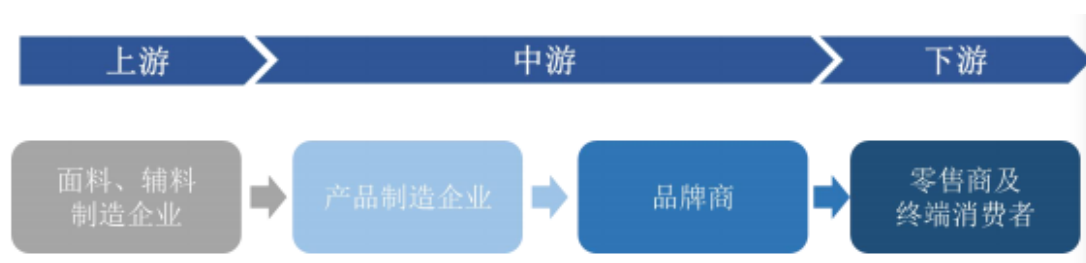 上游
中游
下游
面料、辅料
制造企业
产品制造企业
品牌商
零售商及
终端消费者